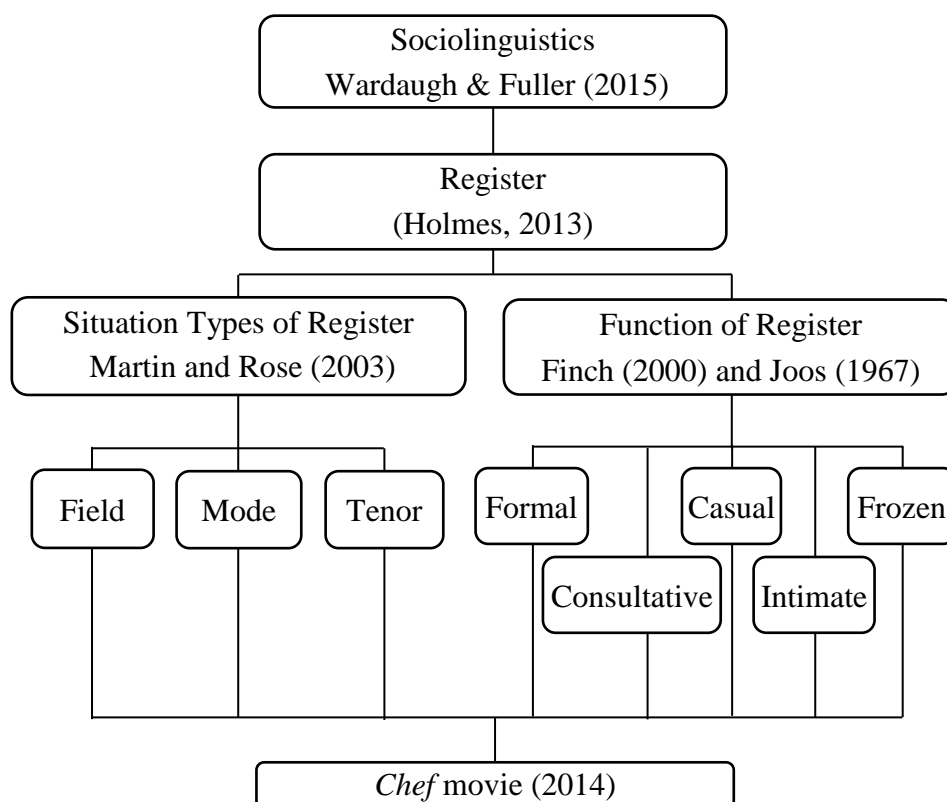 Sociolinguistics
Wardaugh & Fuller (2015)
Register
(Holmes, 2013)
Situation Types of Register
Martin and Rose (2003)
Function of Register
Finch (2000) and Joos (1967)
Field
Mode
Tenor
Formal
Casual
Frozen
Consultative
Intimate
Chef movie (2014)